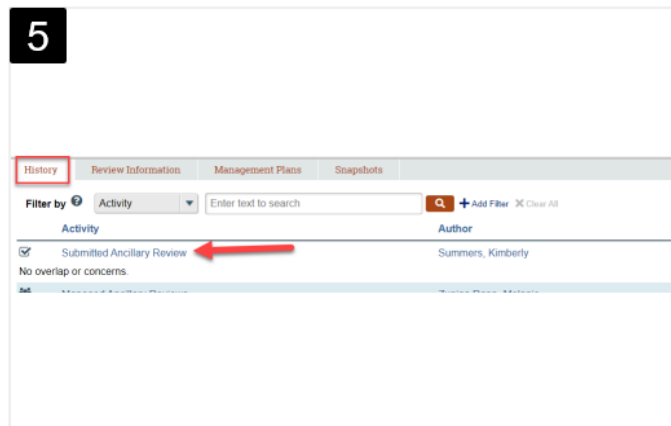 5
History Review Information Management Plans Snapshots
Filter by ? Activity Enter text to search Add Filter Clear All
Activity Author
Submitted Ancillary Review Summers, Kimberly
No overlap or concerns.